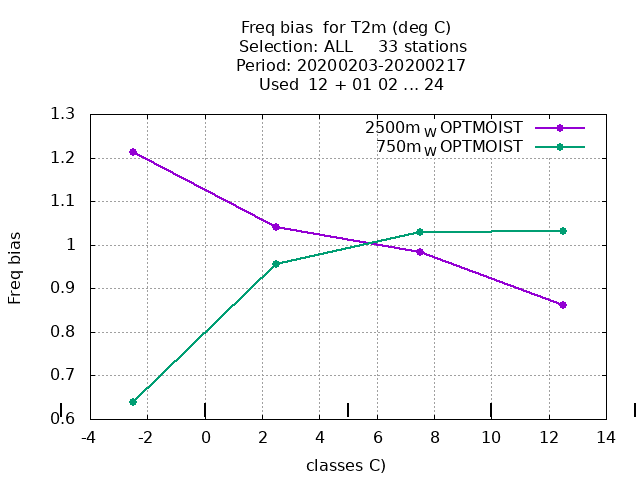 Freq bias for T2m (deg C)
Selection: ALL 33 stations
Period: 20200203-20200217
Used 12 + 01 02 ... 24
1.3
2500m W OPTMOIST
750m W OPTMOIST
1.2
1.1
1
0.9
0.8
0.7
0.6
Freq bias
-4 -2 0 2 4 6 8 10 12 14
classes C)